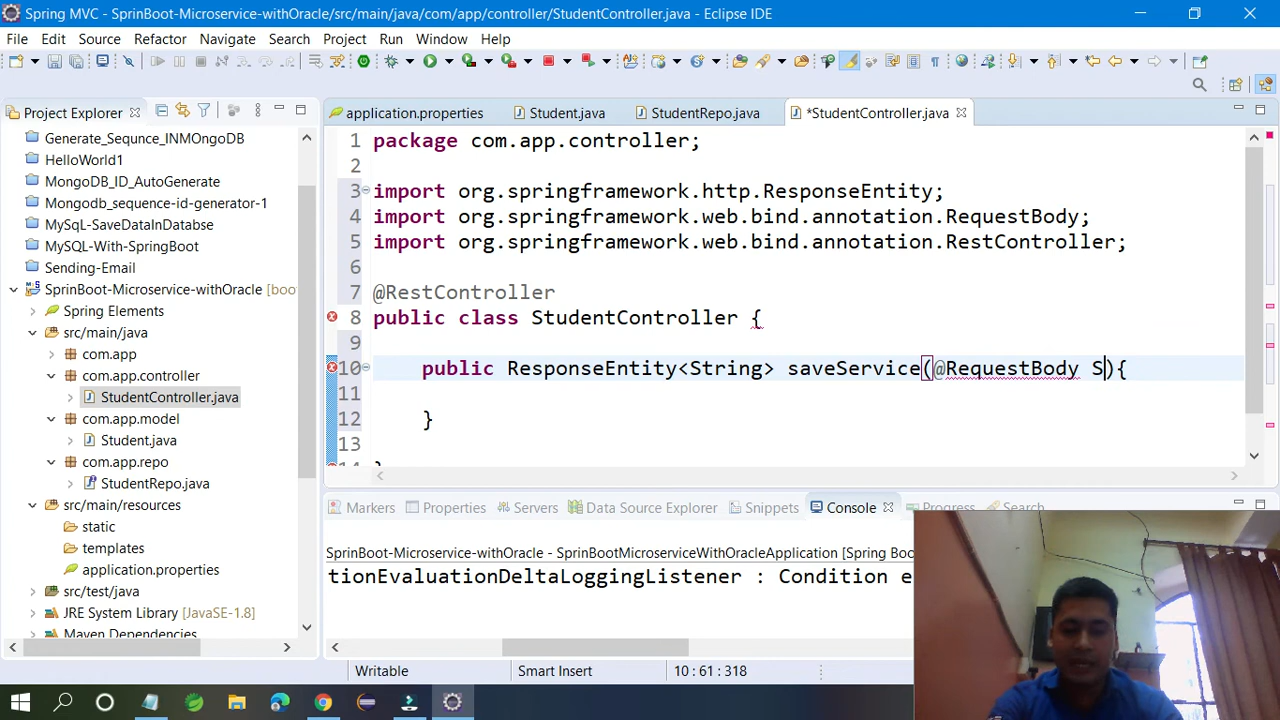 Spring MVC - SprinBoot-Microservice-withOracle/src/main/java/com/app/controller/StudentController.java - Eclipse IDE
File Edit Source Refactor Navigate Search Project Run Window Help
Project Explorer
Generate_Sequnce_INMOngoDB
HelloWorld1
MongoDB_ID_AutoGenerate
Mongodb_sequence-id-generator-1
MySqL-SaveDataInDatabse
MySQL-With-SpringBoot
Sending-Email
SprinBoot-Microservice-withOracle [boo
Spring Elements
src/main/java
com.app
com.app.controller
StudentController.java
com.app.model
Student.java
com.app.repo
StudentRepo.java
src/main/resources
static
templates
application.properties
src/test/java
JRE System Library [JavaSE-1.8]
Maven Dependencies
application.properties Student.java StudentRepo.java *StudentController.java
1 package com.app.controller;
2
3 import org.springframework.http.ResponseEntity;
4 import org.springframework.web.bind.annotation.RequestBody;
5 import org.springframework.web.bind.annotation.RestController;
6
7 @RestController
8 public class StudentController {
9
10 public ResponseEntity<String> saveService(@RequestBody S){
11
12 }
13
14 }
Markers Properties Servers Data Source Explorer Snippets Console Progress Search
SprinBoot-Microservice-withOracle - SprinBootMicroserviceWithOracleApplication [Spring Boo
tionEvaluationDeltaLoggingListener : Condition e
Writable Smart Insert 10 : 61 : 318